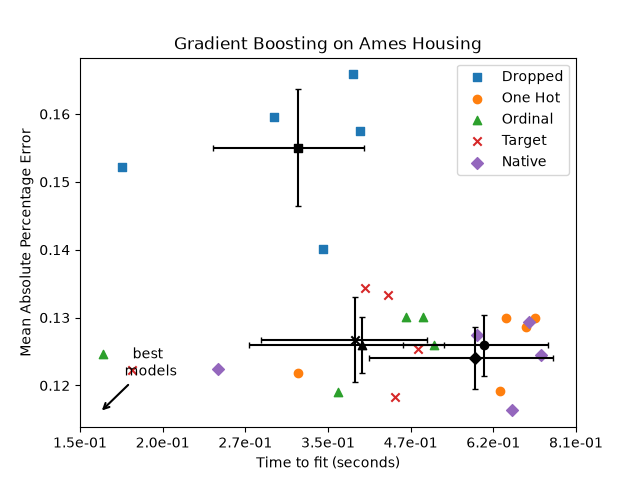 Gradient Boosting on Ames Housing
Mean Absolute Percentage Error
0.16
0.15
0.14
0.13
0.12
Dropped
One Hot
Ordinal
Target
Native
best
models
1.5e-01 2.0e-01 2.7e-01 3.5e-01 4.7e-01 6.2e-01 8.1e-01
Time to fit (seconds)